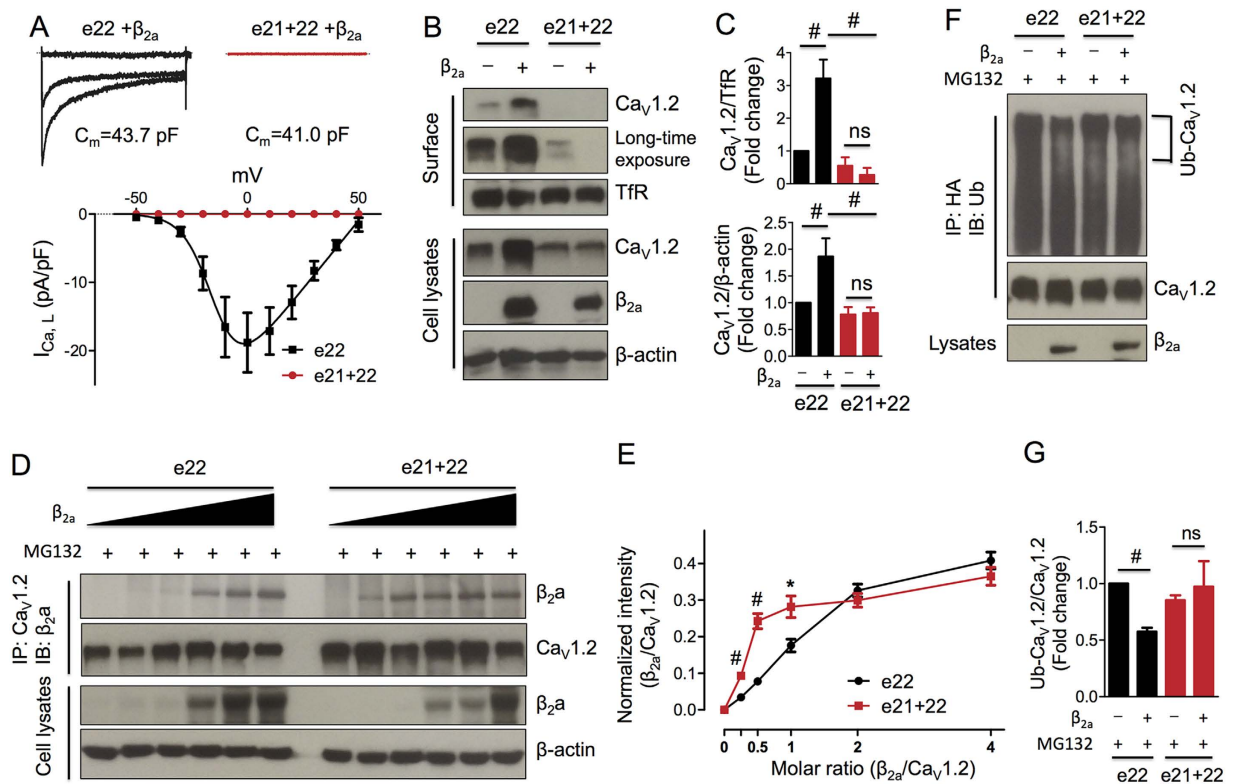 A
e22 +β2a
e21+22 +β2a
Cm=43.7 pF
Cm=41.0 pF
mV
-50 0 50
0
-10
-20
ICa, L (pA/pF)
e22
e21+22
B
e22 e21+22
β2a − + − +
Surface
CaV1.2
Long-time
exposure
TfR
Cell lysates
CaV1.2
β2a
β-actin
C
# #
ns
4
3
2
1
0
CaV1.2/TfR
(Fold change)
# #
ns
2.5
2.0
1.5
1.0
0.5
0.0
CaV1.2/β-actin
(Fold change)
β2a − + − +
e22 e21+22
F
e22 e21+22
β2a − + − +
MG132 + + + +
IP: HA
IB: Ub
Ub-CaV1.2
CaV1.2
Lysates
β2a
D
e22 e21+22
β2a
MG132 + + + + + + + + + + + +
IP: CaV1.2
IB: β2a
β2a
CaV1.2
Cell lysates
β2a
β-actin
E
Normalized intensity
(β2a/CaV1.2)
0.4
0.3
0.2
0.1
0.0
# # *
e22
e21+22
0 0.5 1 2 4
Molar ratio (β2a/CaV1.2)
G
Ub-CaV1.2/CaV1.2
(Fold change)
1.5
1.0
0.5
0.0
# ns
β2a − + − +
MG132 + + + +
e22 e21+22